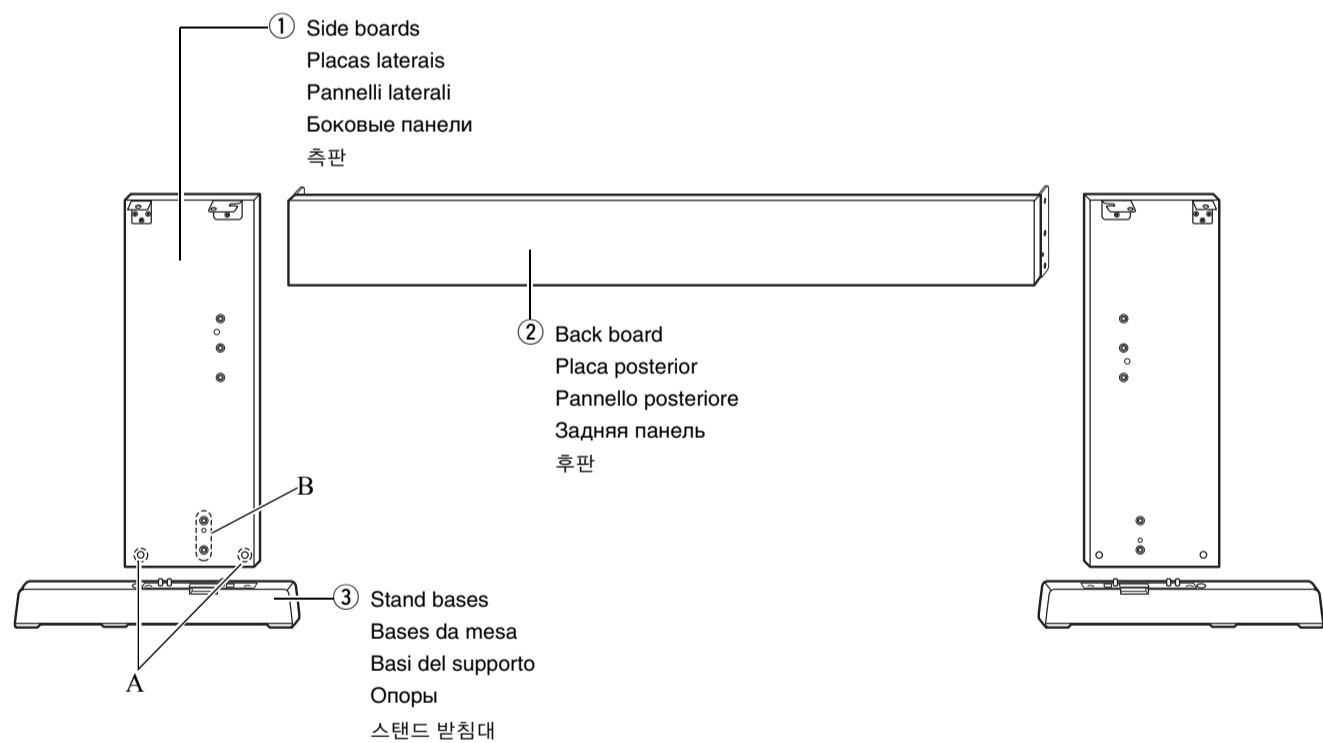 ① Side boards
Placas laterais
Pannelli laterali
Боковые панели
측판
② Back board
Placa posterior
Pannello posteriore
Задняя панель
후판
B
③ Stand bases
Bases da mesa
Basi del supporto
Опоры
스탠드 받침대
A